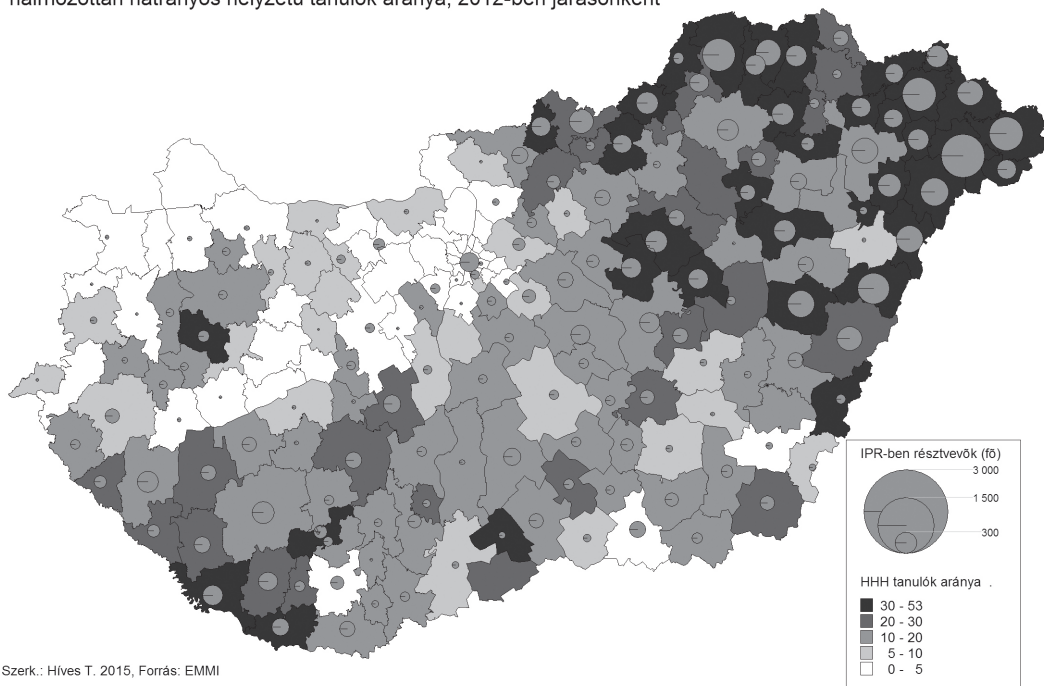 halmozottan hátrányos helyzetű tanulók aránya, 2012-ben járásonként
IPR-ben résztvevők (fő)
3 000
1 500
300
HHH tanulók aránya .
30 - 53
20 - 30
10 - 20
5 - 10
0 - 5
Szerk.: Híves T. 2015, Forrás: EMMI